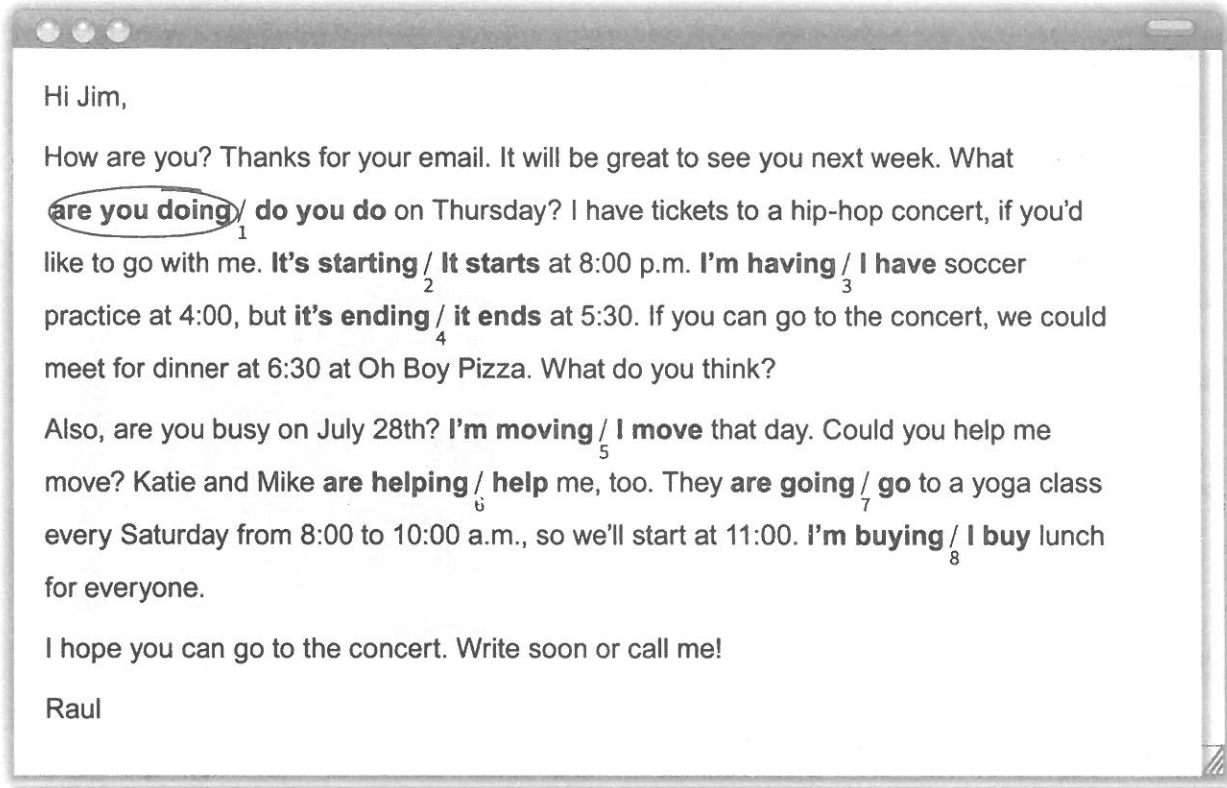 Hi Jim,
How are you? Thanks for your email. It will be great to see you next week. What
are you doing / do you do on Thursday? I have tickets to a hip-hop concert, if you'd
1
like to go with me. It's starting / It starts at 8:00 p.m. I'm having / I have soccer
2 3
practice at 4:00, but it's ending / it ends at 5:30. If you can go to the concert, we could
4
meet for dinner at 6:30 at Oh Boy Pizza. What do you think?
Also, are you busy on July 28th? I'm moving / I move that day. Could you help me
5
move? Katie and Mike are helping / help me, too. They are going / go to a yoga class
6 7
every Saturday from 8:00 to 10:00 a.m., so we'll start at 11:00. I'm buying / I buy lunch
8
for everyone.
I hope you can go to the concert. Write soon or call me!
Raul